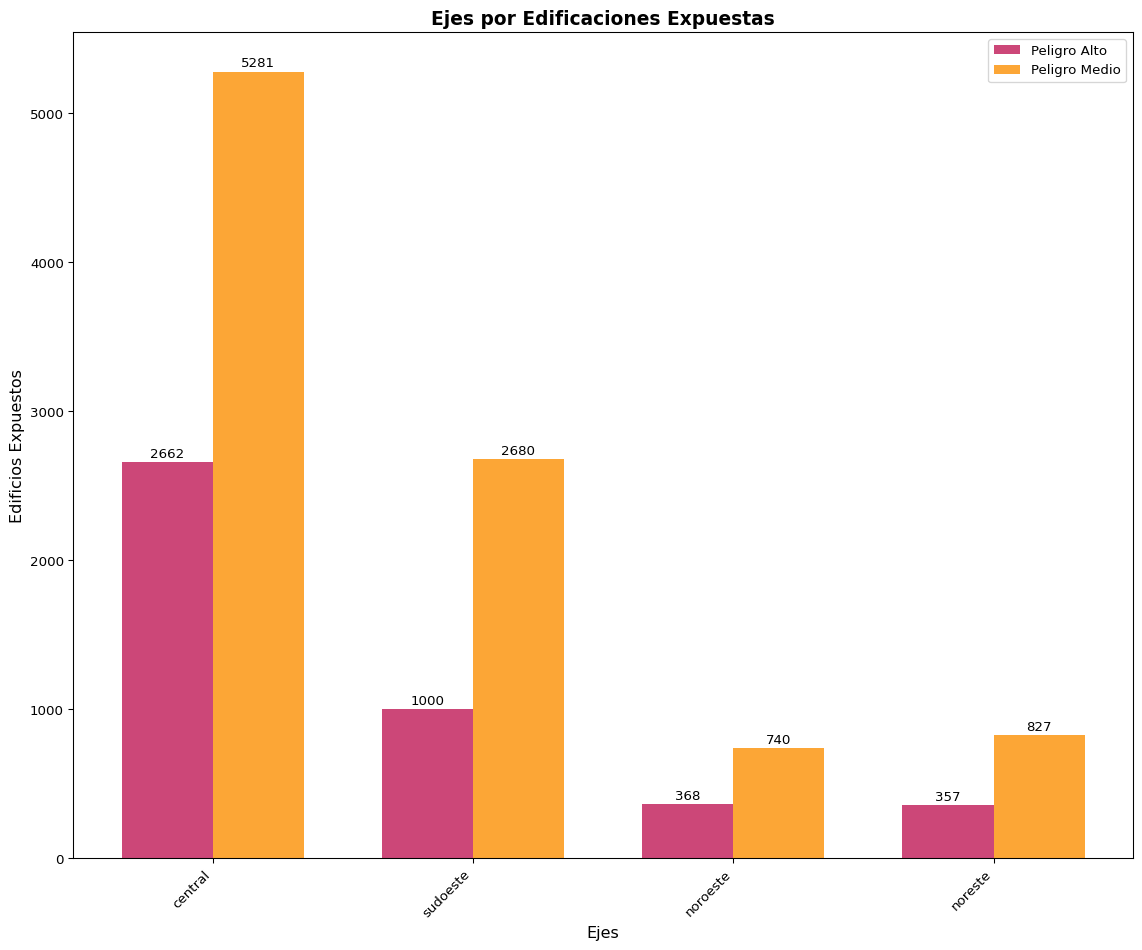 Ejes por Edificaciones Expuestas
Peligro Alto
Peligro Medio
Edificios Expuestos
5000
4000
3000
2000
1000
0
2662
5281
1000
2680
368
740
357
827
central
sudoeste
noroeste
noreste
Ejes